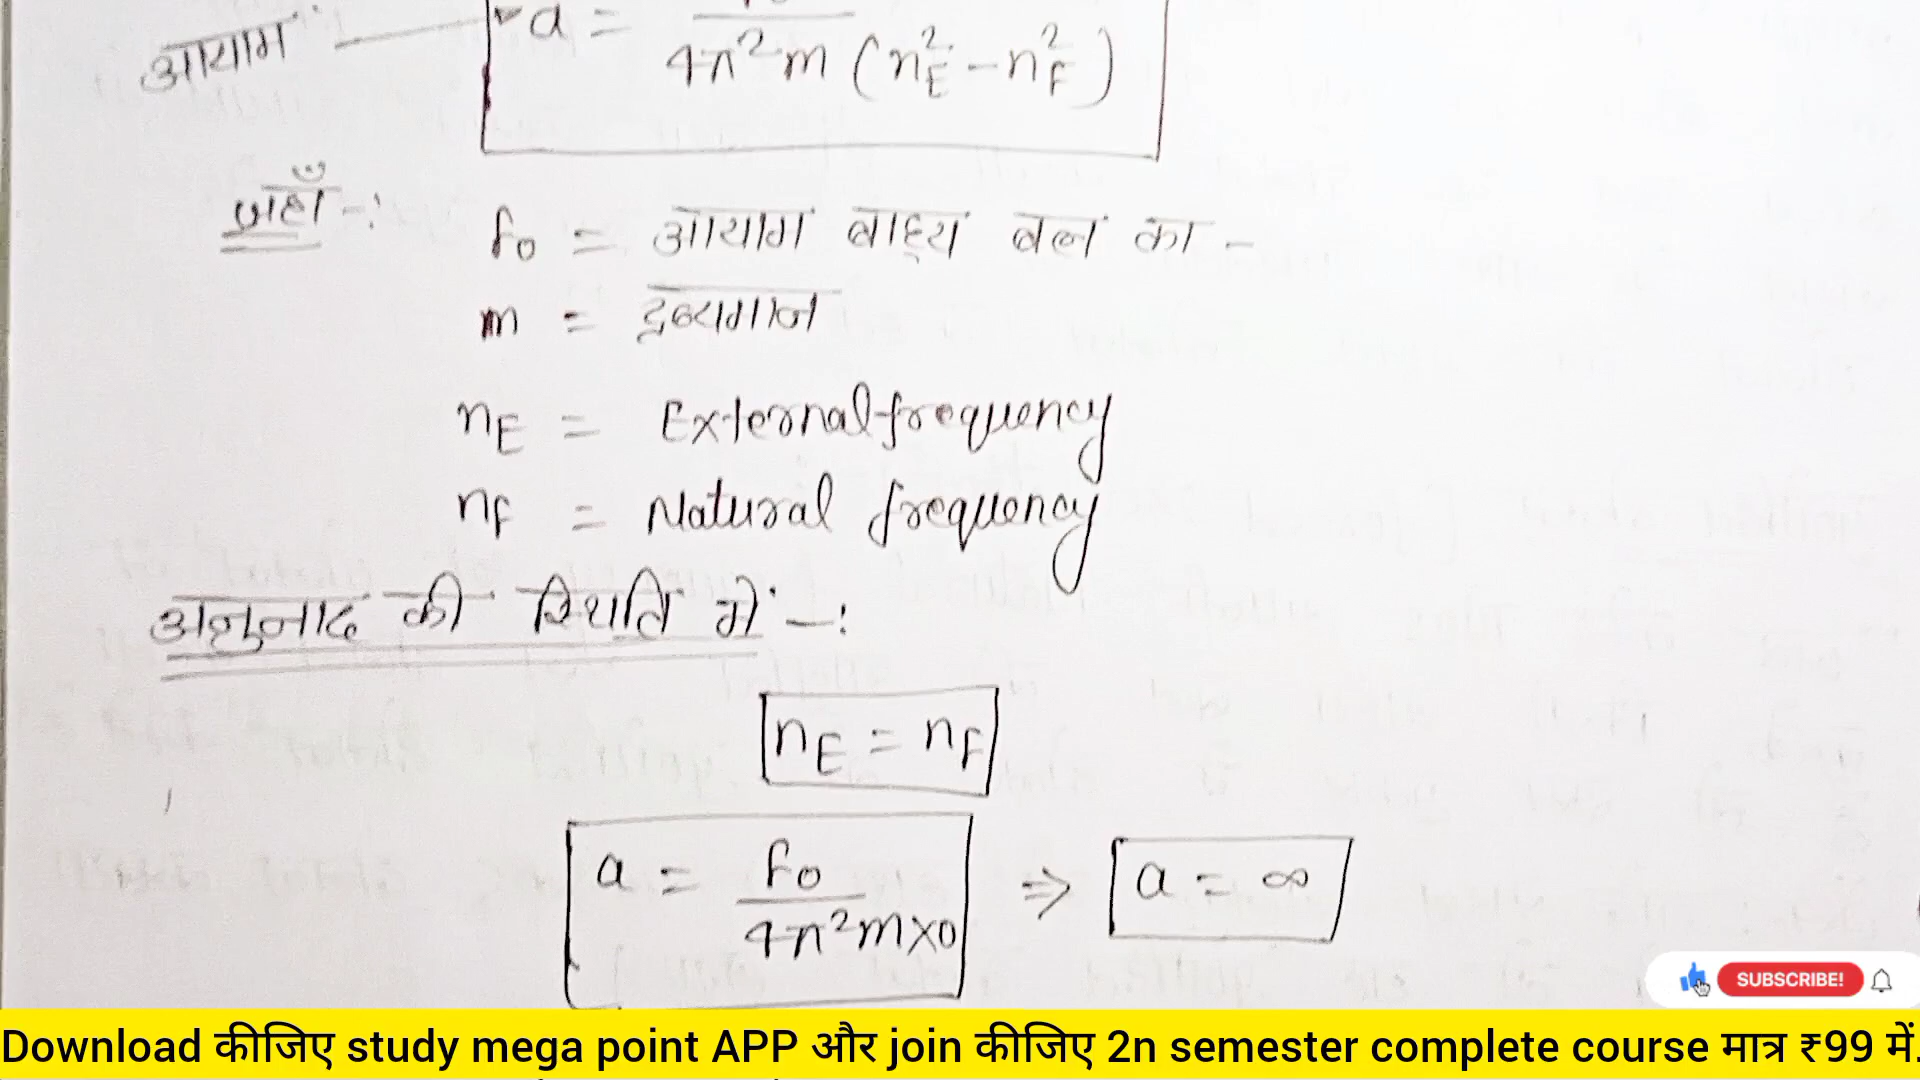 आयाम a =
4π²m (n²E – n²F)
जहाँ -:
f0 = आयाम बाह्य बल का -
m = द्रव्यमान
nE = External frequency
nF = Natural frequency
अनुनाद की स्थिति में -:
nE = nF
a = f0 / 4π²m×0 ⇒ a = ∞
SUBSCRIBE!
Download कीजिए study mega point APP और join कीजिए 2n semester complete course मात्र ₹99 में.